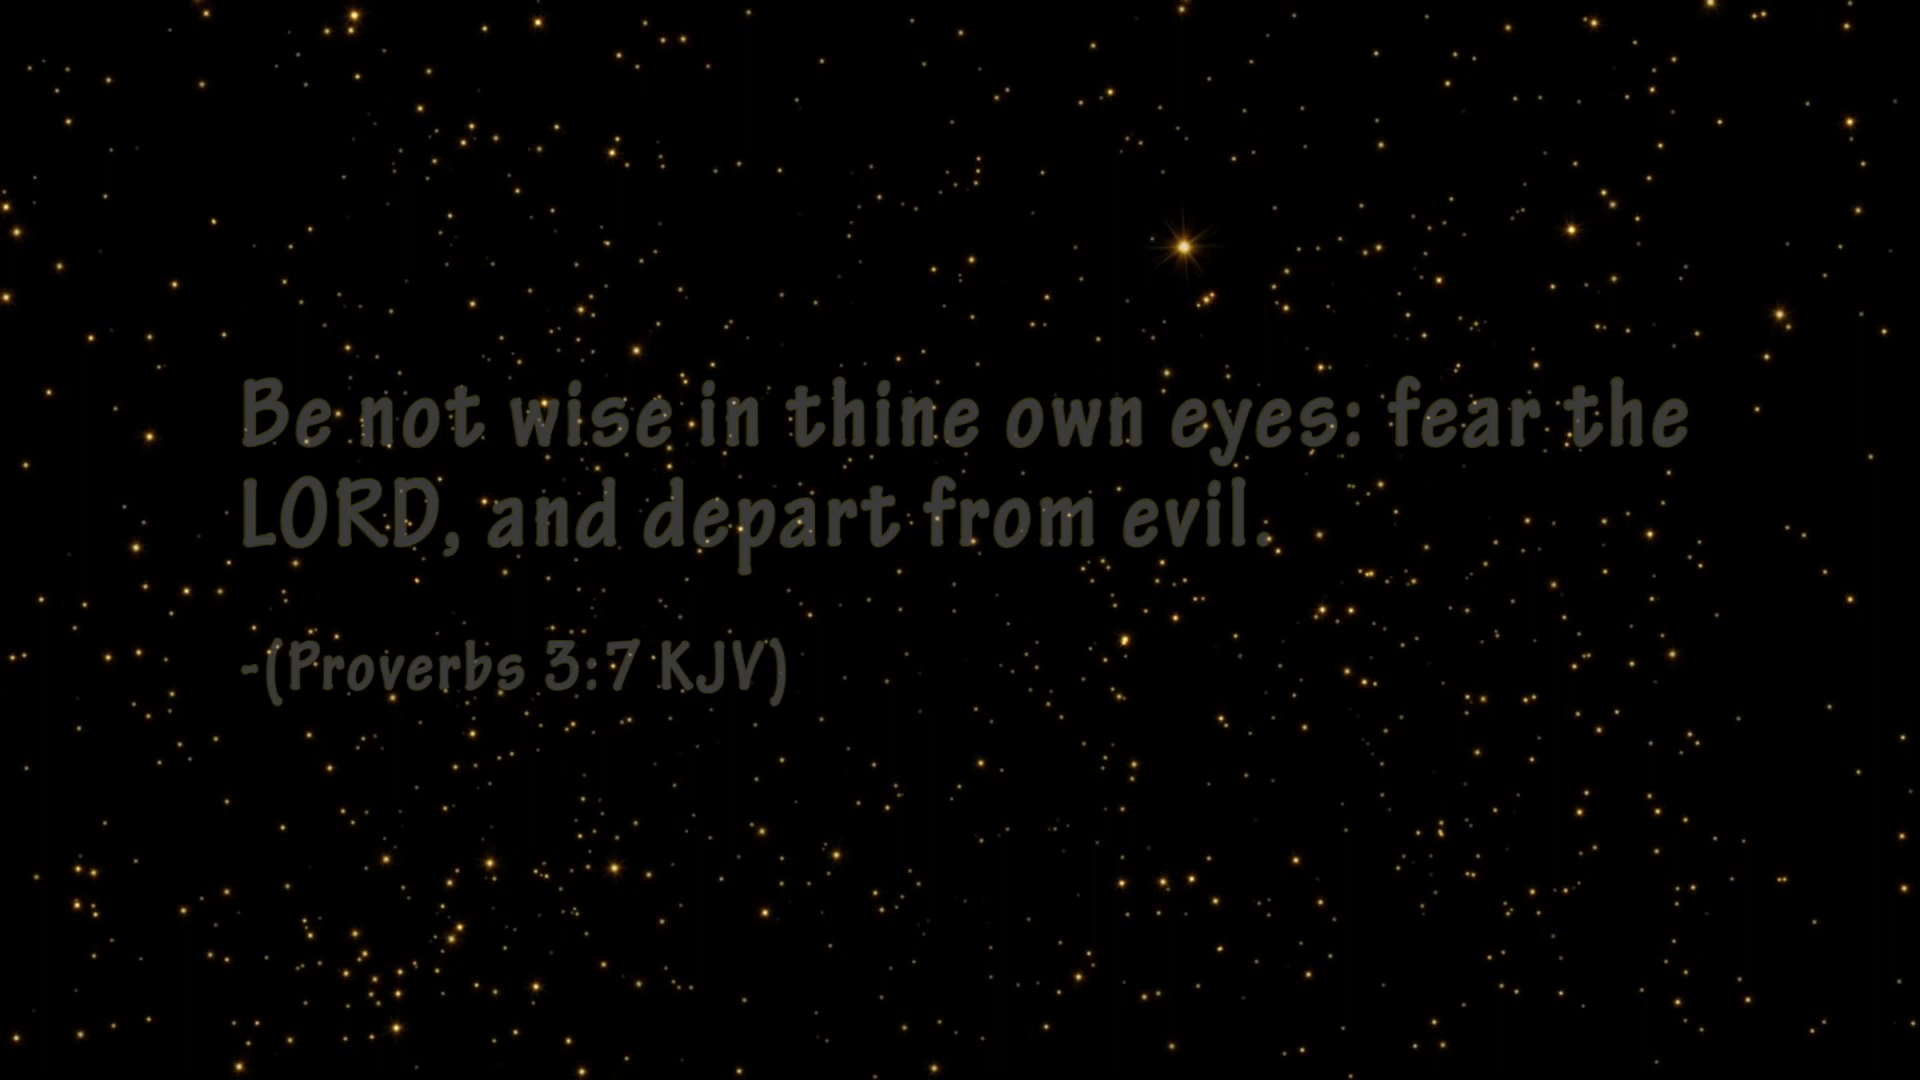 Be not wise in thine own eyes: fear the
LORD, and depart from evil.
-(Proverbs 3:7 KJV)